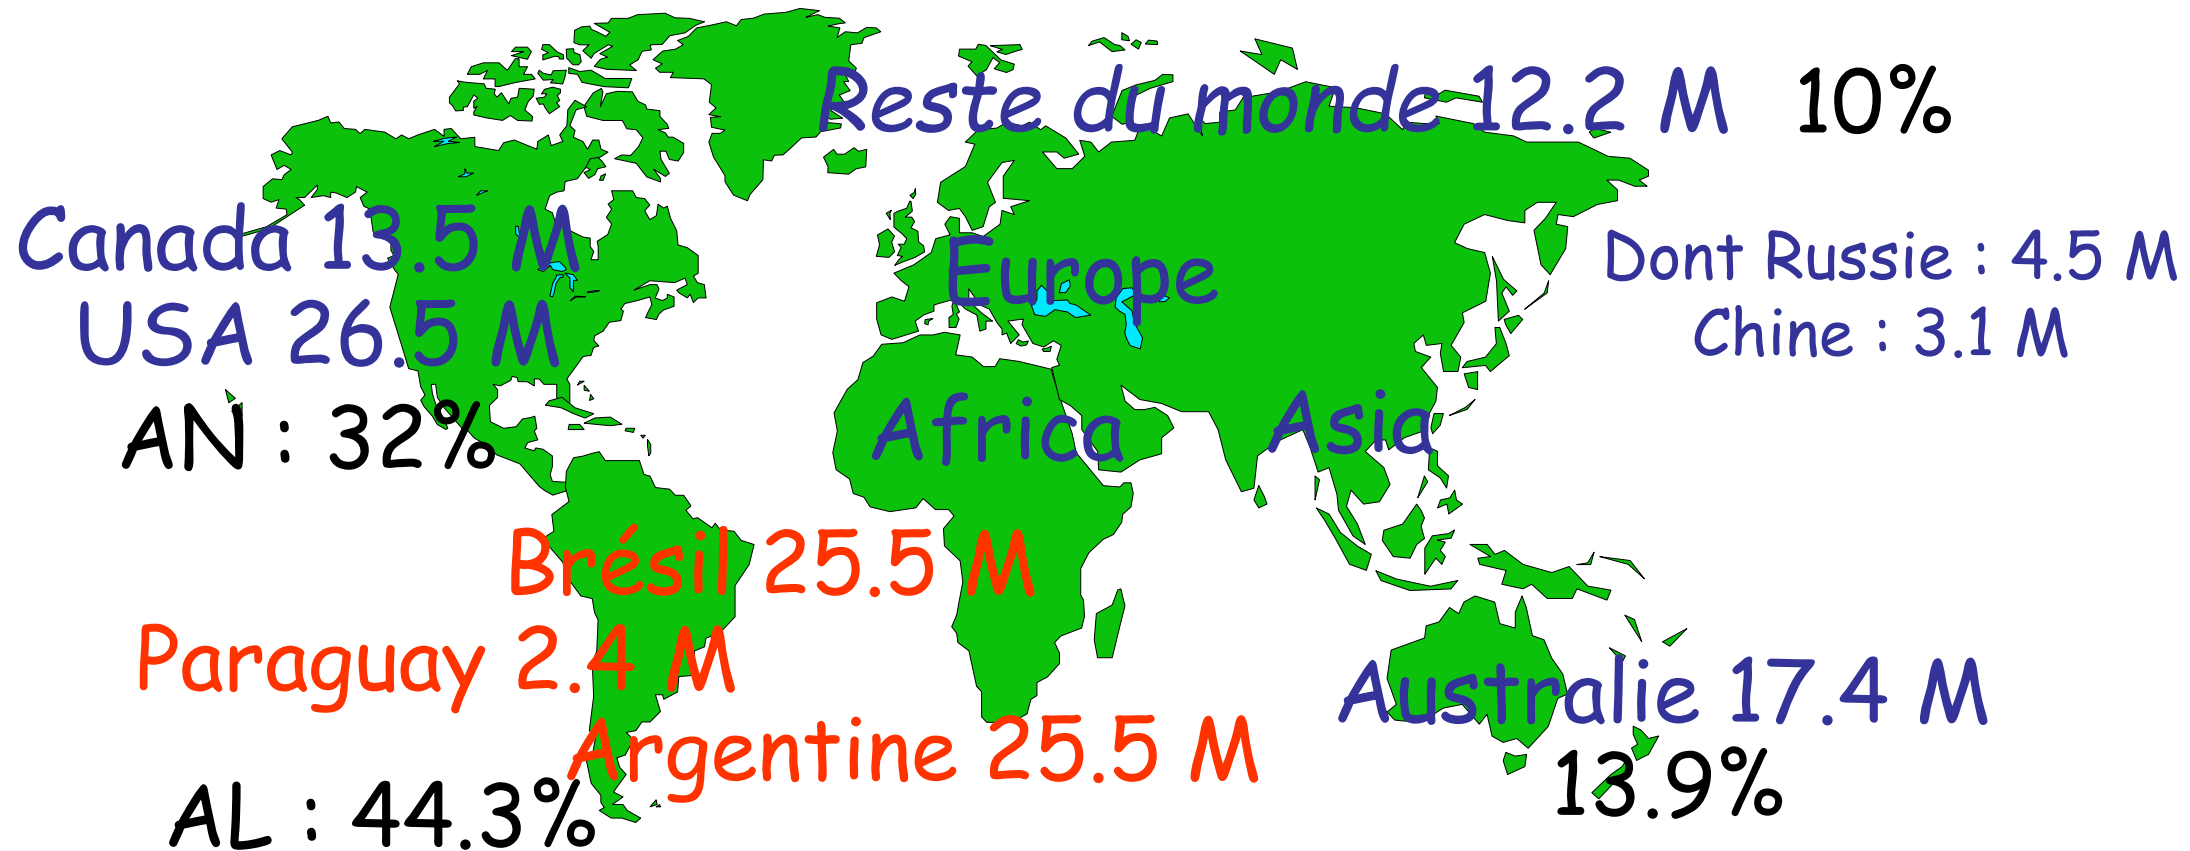 Reste du monde 12.2 M 10%
Canada 13.5 M
USA 26.5 M
AN : 32%
Europe
Dont Russie : 4.5 M
Chine : 3.1 M
Africa
Asia
Brésil 25.5 M
Paraguay 2.4 M
Argentine 25.5 M
AL : 44.3%
Australie 17.4 M
13.9%